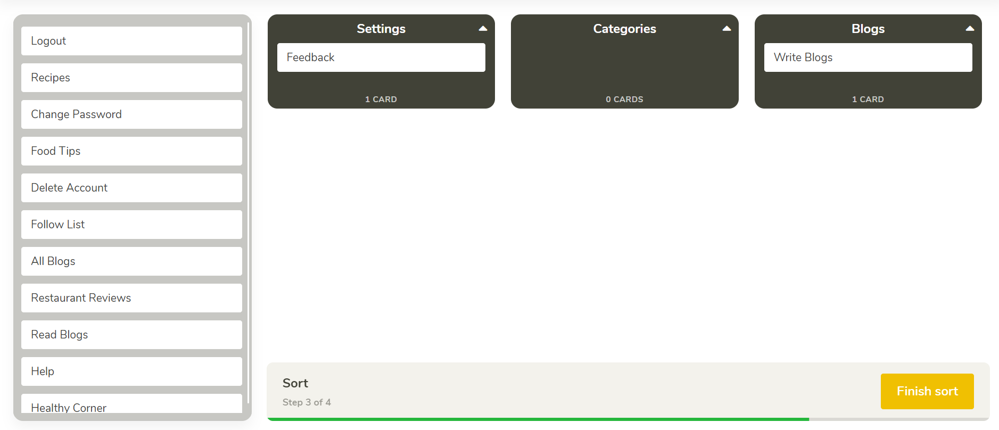 Logout
Recipes
Change Password
Food Tips
Delete Account
Follow List
All Blogs
Restaurant Reviews
Read Blogs
Help
Healthy Corner
Settings
Feedback
1 CARD
Categories
0 CARDS
Blogs
Write Blogs
1 CARD
Sort
Step 3 of 4
Finish sort